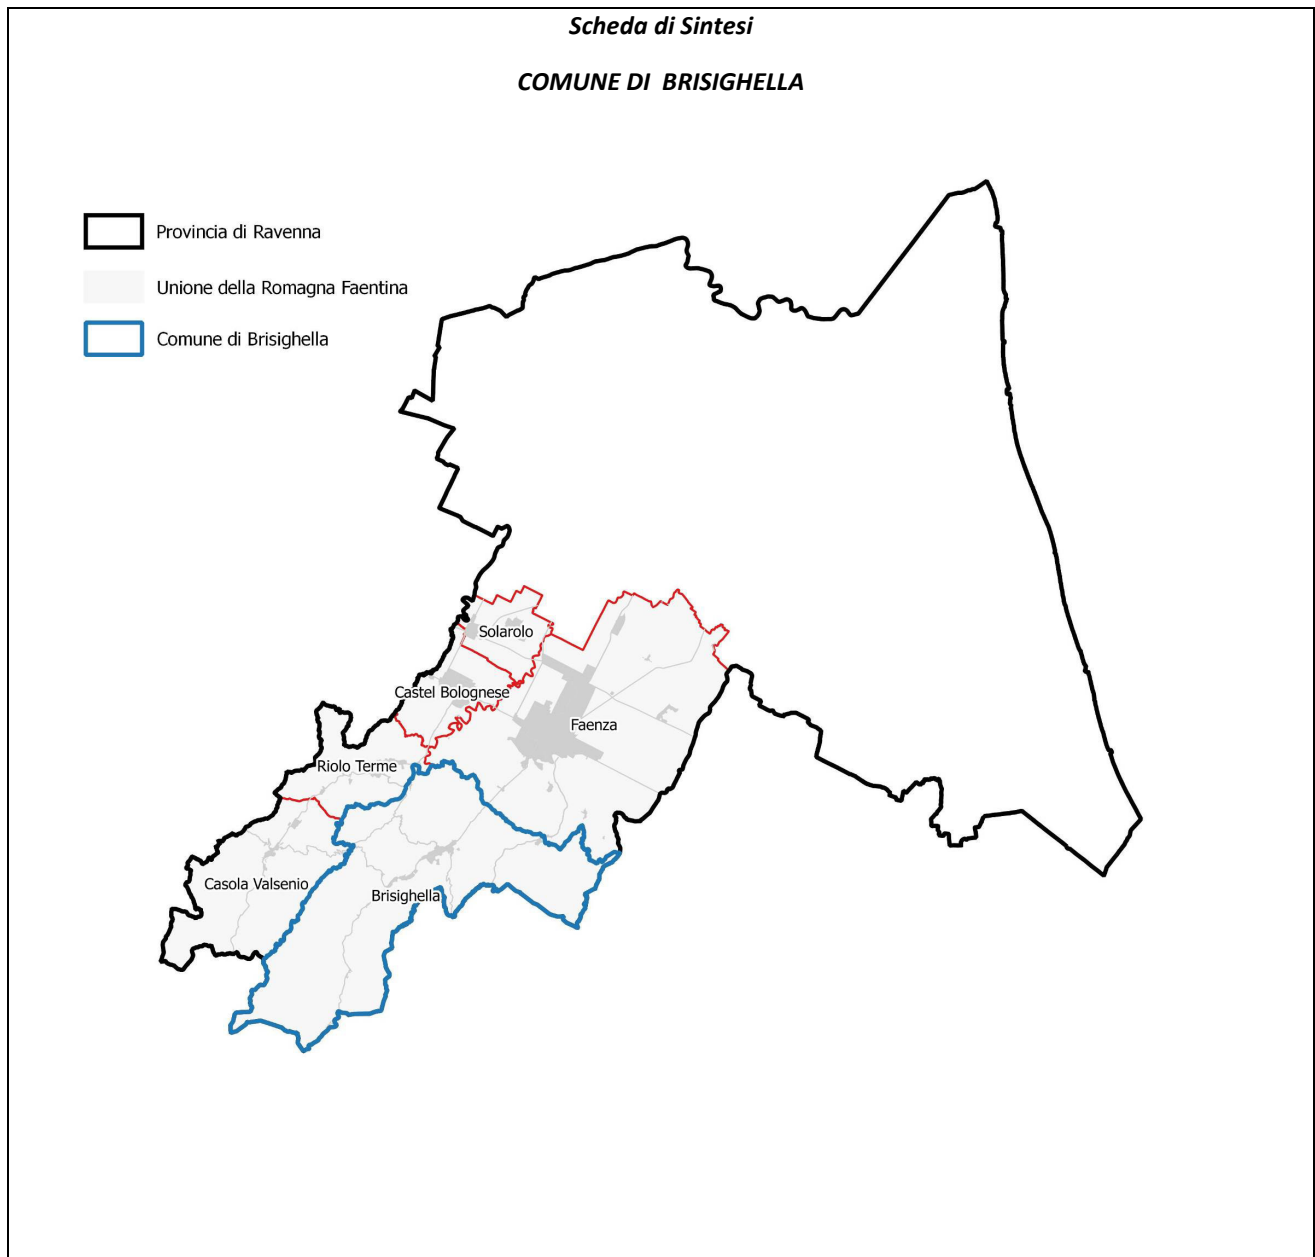 Scheda di Sintesi
COMUNE DI BRISIGHELLA
Provincia di Ravenna
Unione della Romagna Faentina
Comune di Brisighella
Solarolo
Castel Bolognese
Faenza
Riolo Terme
Casola Valsenio
Brisighella